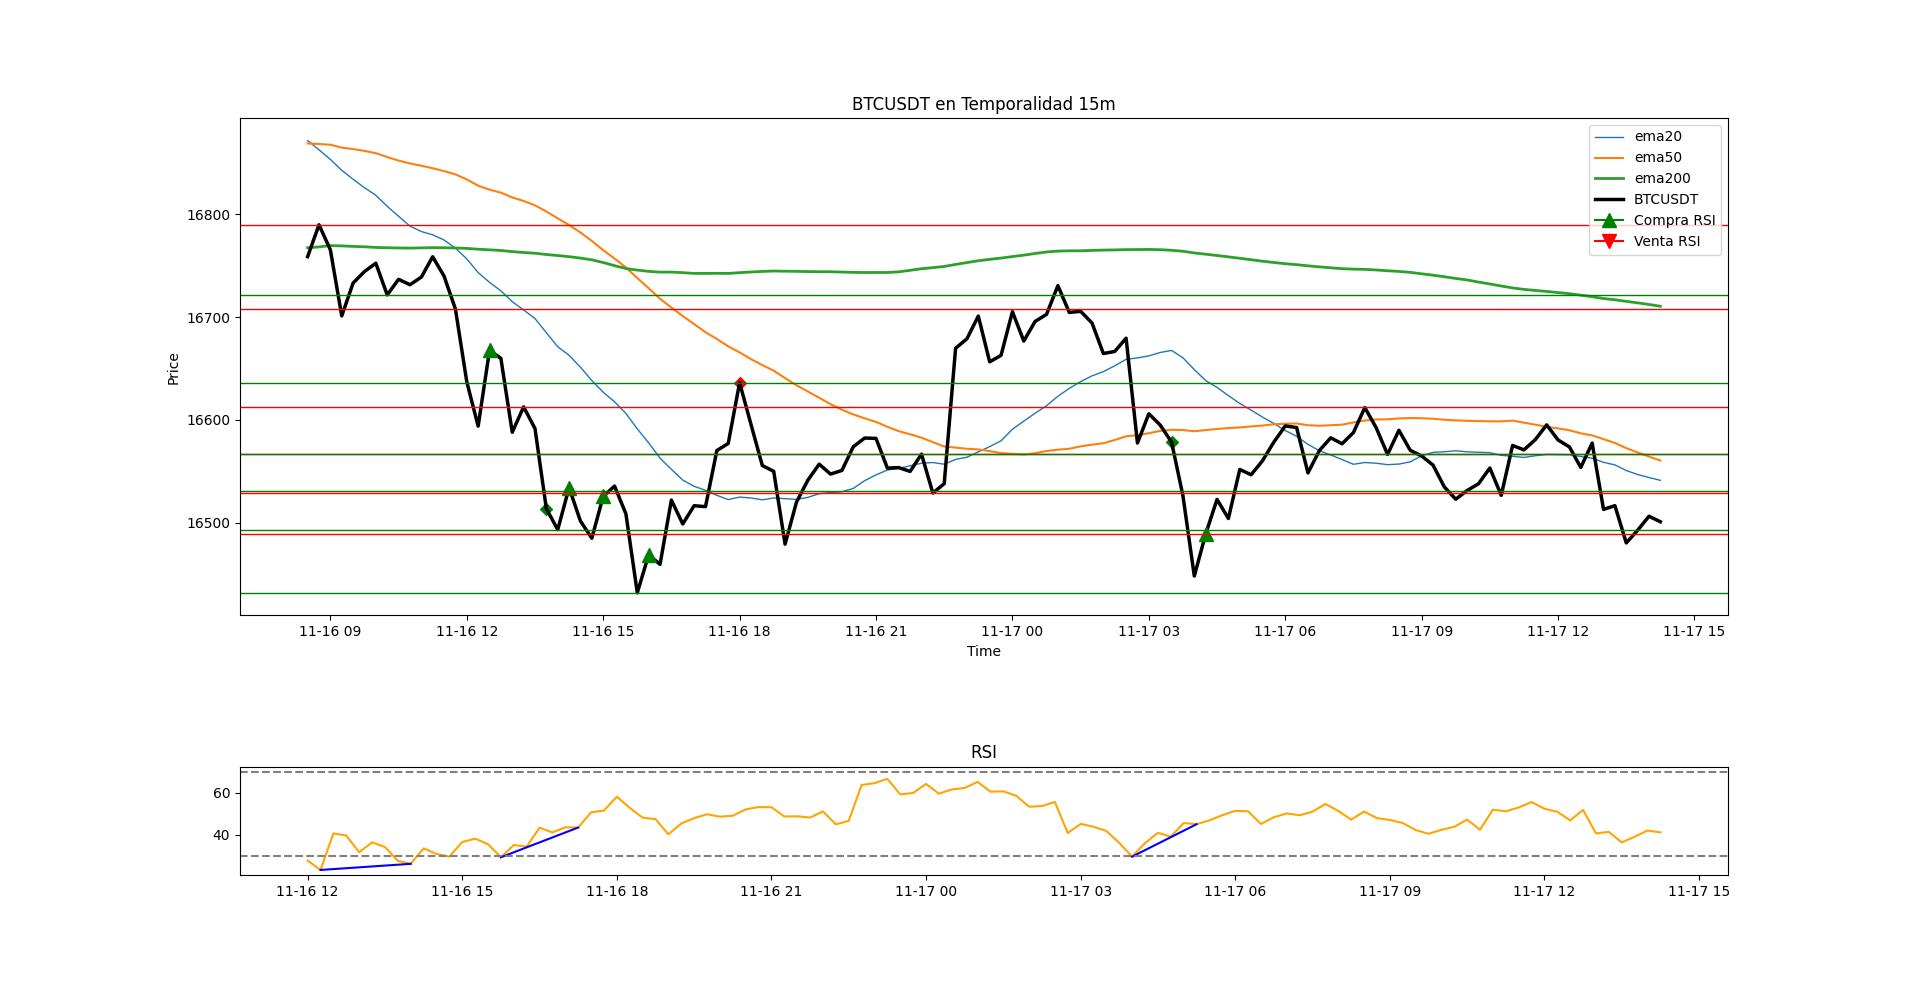 BTCUSDT en Temporalidad 15m
ema20
ema50
ema200
BTCUSDT
Compra RSI
Venta RSI
16800
16700
16600
16500
Price
11-16 09 11-16 12 11-16 15 11-16 18 11-16 21 11-17 00 11-17 03 11-17 06 11-17 09 11-17 12 11-17 15
Time
RSI
60
40
11-16 12 11-16 15 11-16 18 11-16 21 11-17 00 11-17 03 11-17 06 11-17 09 11-17 12 11-17 15